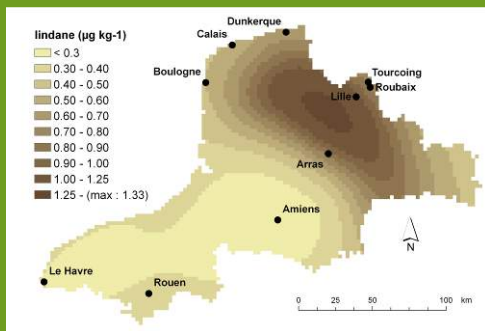 lindane (µg kg-1)
< 0.3
0.30 - 0.40
0.40 - 0.50
0.50 - 0.60
0.60 - 0.70
0.70 - 0.80
0.80 - 0.90
0.90 - 1.00
1.00 - 1.25
1.25 - (max : 1.33)
Dunkerque
Calais
Boulogne
Tourcoing
Roubaix
Lille
Arras
Amiens
Le Havre
Rouen
N
0 25 50 100 km